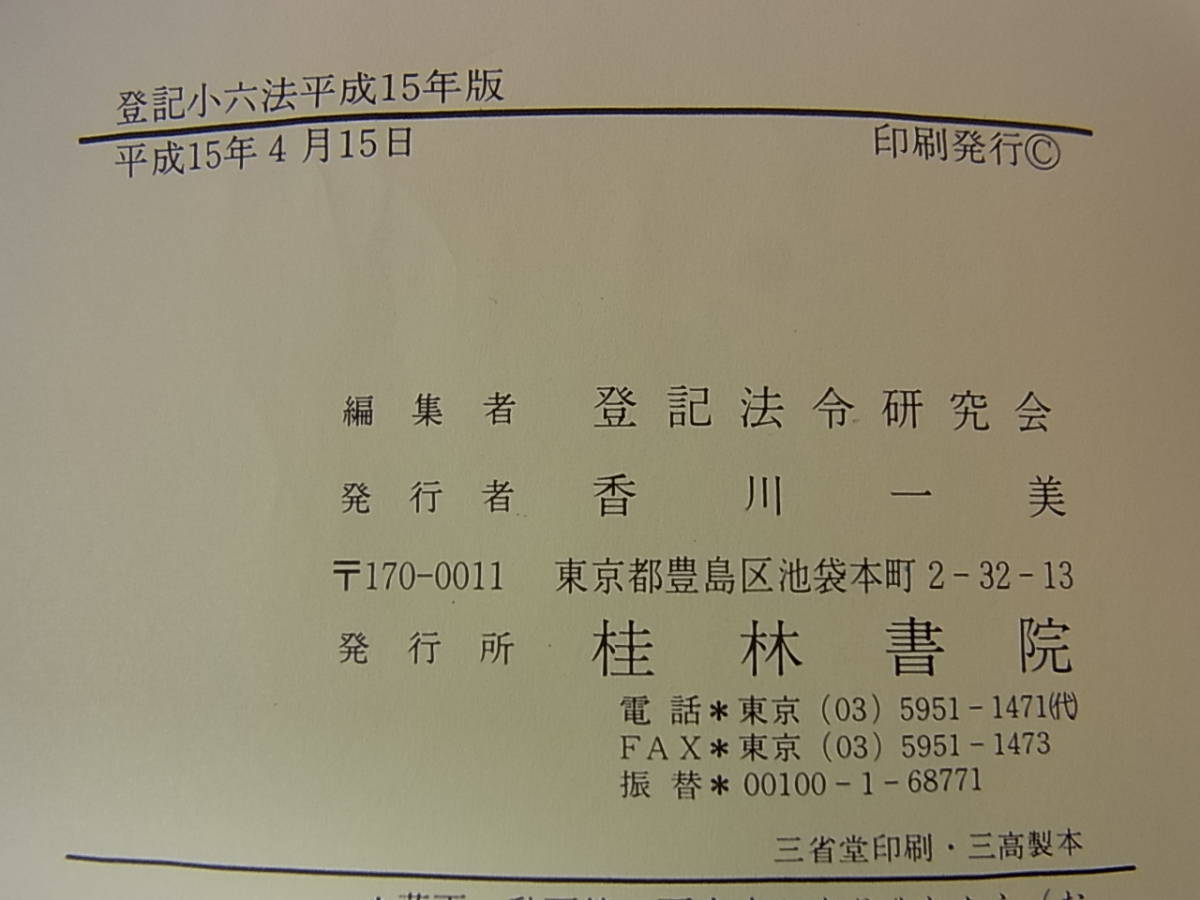 登記小六法平成15年版
平成15年4月15日 印刷発行©
編集者 登記法令研究会
発行者 香川一美
〒170-0011 東京都豊島区池袋本町2-32-13
発行所 桂林書院
電話*東京(03)5951-1471(代)
FAX*東京(03)5951-1473
振替*00100-1-68771
三省堂印刷・三高製本